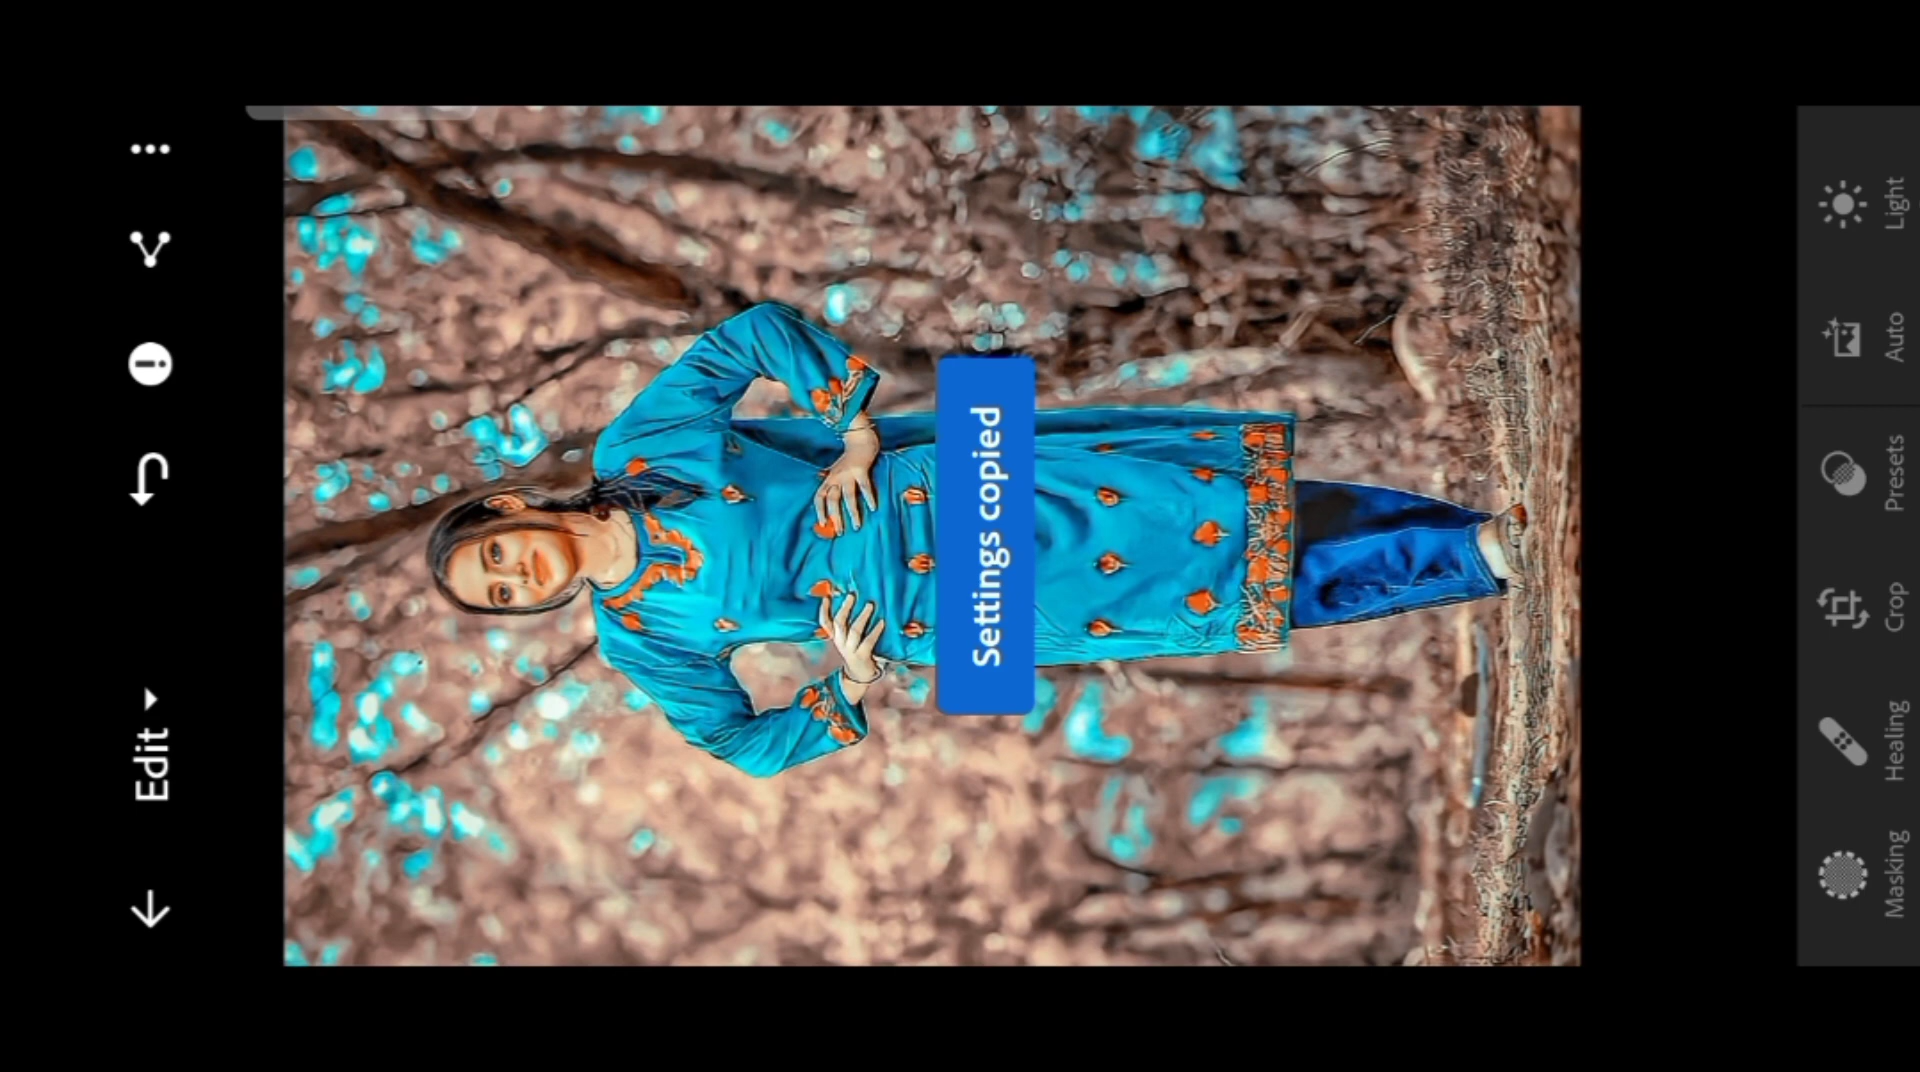 Edit
Settings copied
Masking
Healing
Crop
Presets
Auto
Light